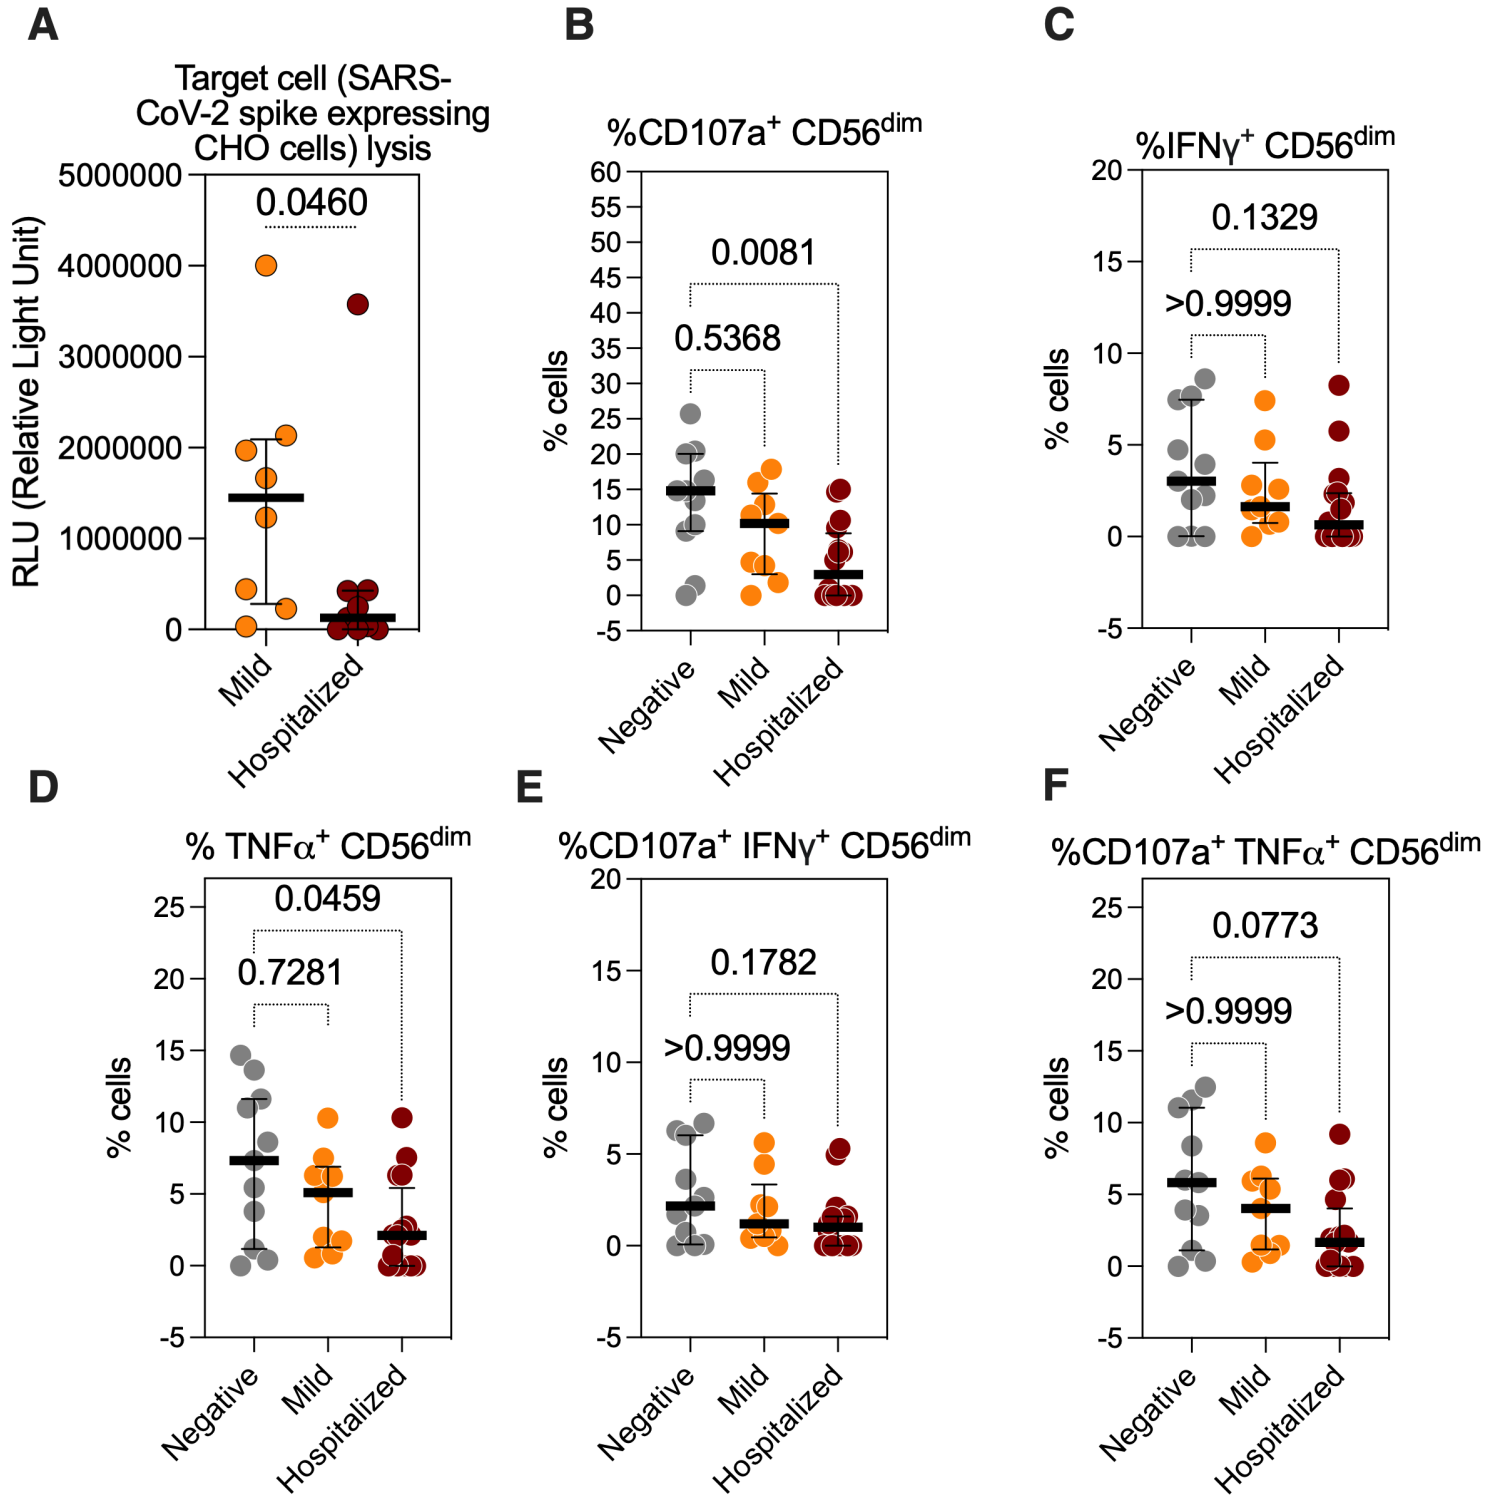 A
Target cell (SARS-
CoV-2 spike expressing
CHO cells) lysis
RLU (Relative Light Unit)
5000000
4000000
3000000
2000000
1000000
0
0.0460
Mild
Hospitalized
B
%CD107a⁺ CD56ᵈⁱᵐ
% cells
60
55
50
45
40
35
30
25
20
15
10
5
0
-5
0.0081
0.5368
Negative
Mild
Hospitalized
C
%IFNγ⁺ CD56ᵈⁱᵐ
% cells
20
15
10
5
0
-5
0.1329
>0.9999
Negative
Mild
Hospitalized
D
% TNFα⁺ CD56ᵈⁱᵐ
% cells
25
20
15
10
5
0
-5
0.0459
0.7281
Negative
Mild
Hospitalized
E
%CD107a⁺ IFNγ⁺ CD56ᵈⁱᵐ
% cells
20
15
10
5
0
-5
0.1782
>0.9999
Negative
Mild
Hospitalized
F
%CD107a⁺ TNFα⁺ CD56ᵈⁱᵐ
% cells
25
20
15
10
5
0
-5
0.0773
>0.9999
Negative
Mild
Hospitalized